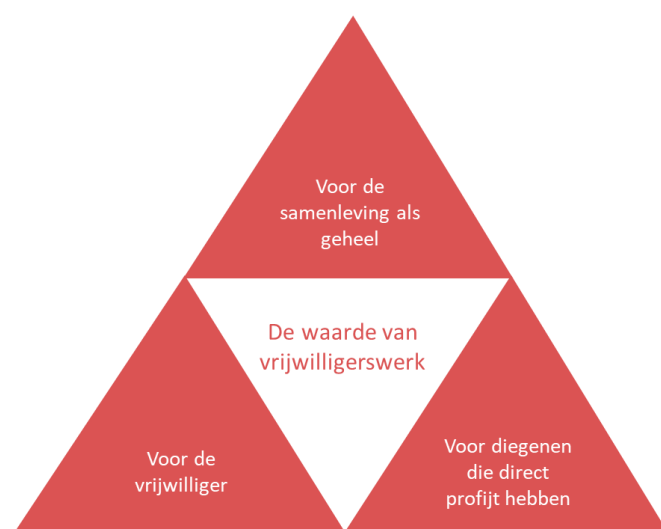 Voor de
samenleving als
geheel
De waarde van
vrijwilligerswerk
Voor de
vrijwilliger
Voor diegenen
die direct
profijt hebben